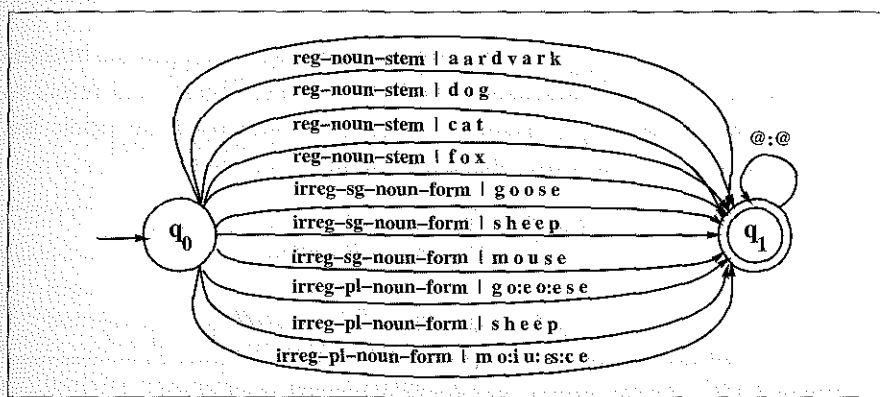 reg–noun–stem | a a r d v a r k
reg–noun–stem | d o g
reg–noun–stem | c a t
@:@
reg–noun–stem | f o x
irreg–sg–noun–form | g o o s e
irreg–sg–noun–form | s h e e p
q0
q1
irreg–sg–noun–form | m o u s e
irreg–pl–noun–form | g o:e o:e s e
irreg–pl–noun–form | s h e e p
irreg–pl–noun–form | m o:i u: s:c e